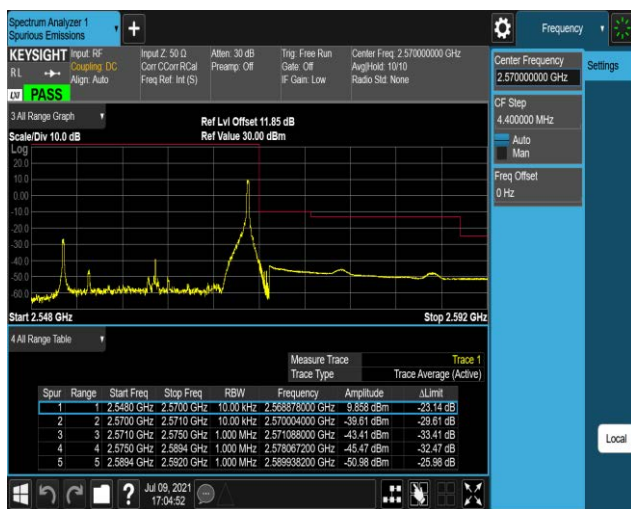 Spectrum Analyzer 1
Spurious Emissions
Frequency
KEYSIGHT Input: RF Input Z: 50 Ω Atten: 30 dB Trig: Free Run Center Freq: 2.570000000 GHz
RL Coupling: DC Corr CCorr RCal Preamp: Off Gate: Off Avg|Hold: 10/10
Align: Auto Freq Ref: Int (S) IF Gain: Low Radio Std: None
LXI PASS
Center Frequency
2.570000000 GHz
Settings
CF Step
4.400000 MHz
Auto
Man
Freq Offset
0 Hz
3 All Range Graph
Ref Lvl Offset 11.85 dB
Scale/Div 10.0 dB Ref Value 30.00 dBm
Log
20.0
10.0
0.00
-10.0
-20.0
-30.0
-40.0
-50.0
-60.0
Start 2.548 GHz Stop 2.592 GHz
4 All Range Table
Measure Trace Trace 1
Trace Type Trace Average (Active)
Spur Range Start Freq Stop Freq RBW Frequency Amplitude ΔLimit
1 1 2.5480 GHz 2.5700 GHz 10.00 kHz 2.568878000 GHz 9.858 dBm -23.14 dB
2 2 2.5700 GHz 2.5710 GHz 10.00 kHz 2.570004000 GHz -39.61 dBm -29.61 dB
3 3 2.5710 GHz 2.5750 GHz 1.000 MHz 2.571088000 GHz -43.41 dBm -33.41 dB
4 4 2.5750 GHz 2.5894 GHz 1.000 MHz 2.578067200 GHz -45.47 dBm -32.47 dB
5 5 2.5894 GHz 2.5920 GHz 1.000 MHz 2.589938200 GHz -50.98 dBm -25.98 dB
Local
Jul 09, 2021
17:04:52